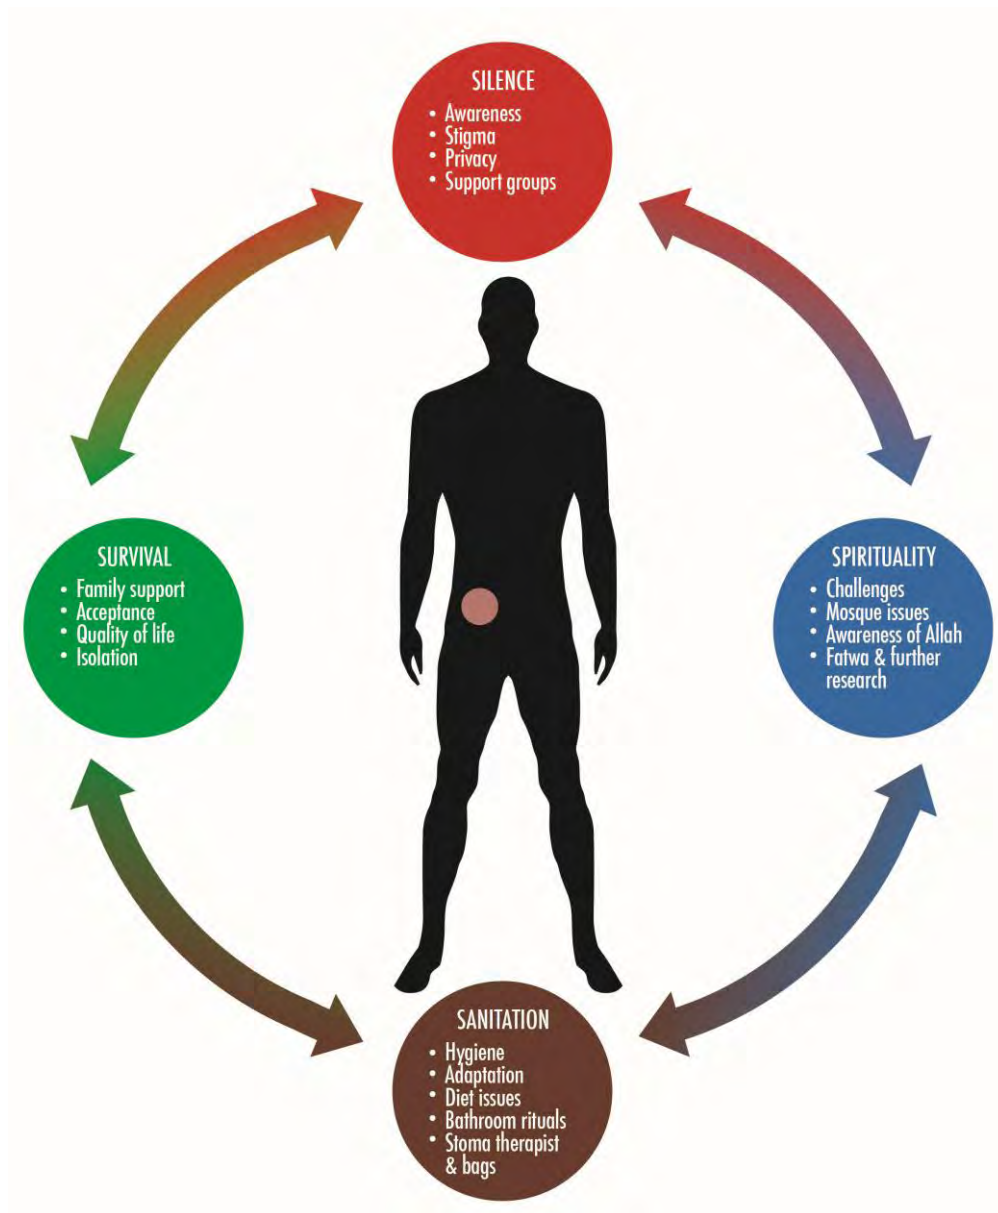 SILENCE
• Awareness
• Stigma
• Privacy
• Support groups
SURVIVAL
• Family support
• Acceptance
• Quality of life
• Isolation
SPIRITUALITY
• Challenges
• Mosque issues
• Awareness of Allah
• Fatwa & further
research
SANITATION
• Hygiene
• Adaptation
• Diet issues
• Bathroom rituals
• Stoma therapist
& bags